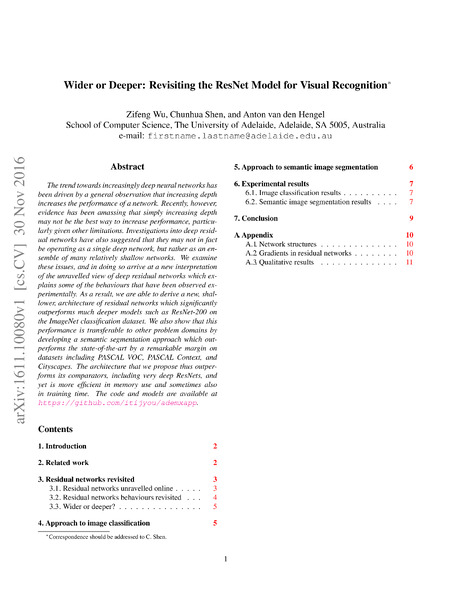 Wider or Deeper: Revisiting the ResNet Model for Visual Recognition*
Zifeng Wu, Chunhua Shen, and Anton van den Hengel
School of Computer Science, The University of Adelaide, Adelaide, SA 5005, Australia
e-mail: firstname.lastname@adelaide.edu.au
arXiv:1611.10080v1 [cs.CV] 30 Nov 2016
Abstract
The trend towards increasingly deep neural networks has
been driven by a general observation that increasing depth
increases the performance of a network. Recently, however,
evidence has been amassing that simply increasing depth
may not be the best way to increase performance, particu-
larly given other limitations. Investigations into deep resid-
ual networks have also suggested that they may not in fact
be operating as a single deep network, but rather as an en-
semble of many relatively shallow networks. We examine
these issues, and in doing so arrive at a new interpretation
of the unravelled view of deep residual networks which ex-
plains some of the behaviours that have been observed ex-
perimentally. As a result, we are able to derive a new, shal-
lower, architecture of residual networks which significantly
outperforms much deeper models such as ResNet-200 on
the ImageNet classification dataset. We also show that this
performance is transferable to other problem domains by
developing a semantic segmentation approach which out-
performs the state-of-the-art by a remarkable margin on
datasets including PASCAL VOC, PASCAL Context, and
Cityscapes. The architecture that we propose thus outper-
forms its comparators, including very deep ResNets, and
yet is more efficient in memory use and sometimes also
in training time. The code and models are available at
https://github.com/itijyou/ademxapp.
Contents
1. Introduction 2
2. Related work 2
3. Residual networks revisited 3
3.1. Residual networks unravelled online . . . . . 3
3.2. Residual networks behaviours revisited . . . 4
3.3. Wider or deeper? . . . . . . . . . . . . . . . 5
4. Approach to image classification 5
*Correspondence should be addressed to C. Shen.
5. Approach to semantic image segmentation 6
6. Experimental results 7
6.1. Image classification results . . . . . . . . . . 7
6.2. Semantic image segmentation results . . . . 7
7. Conclusion 9
A Appendix 10
A.1 Network structures . . . . . . . . . . . . . . 10
A.2 Gradients in residual networks . . . . . . . . 10
A.3 Qualitative results . . . . . . . . . . . . . . 11
1